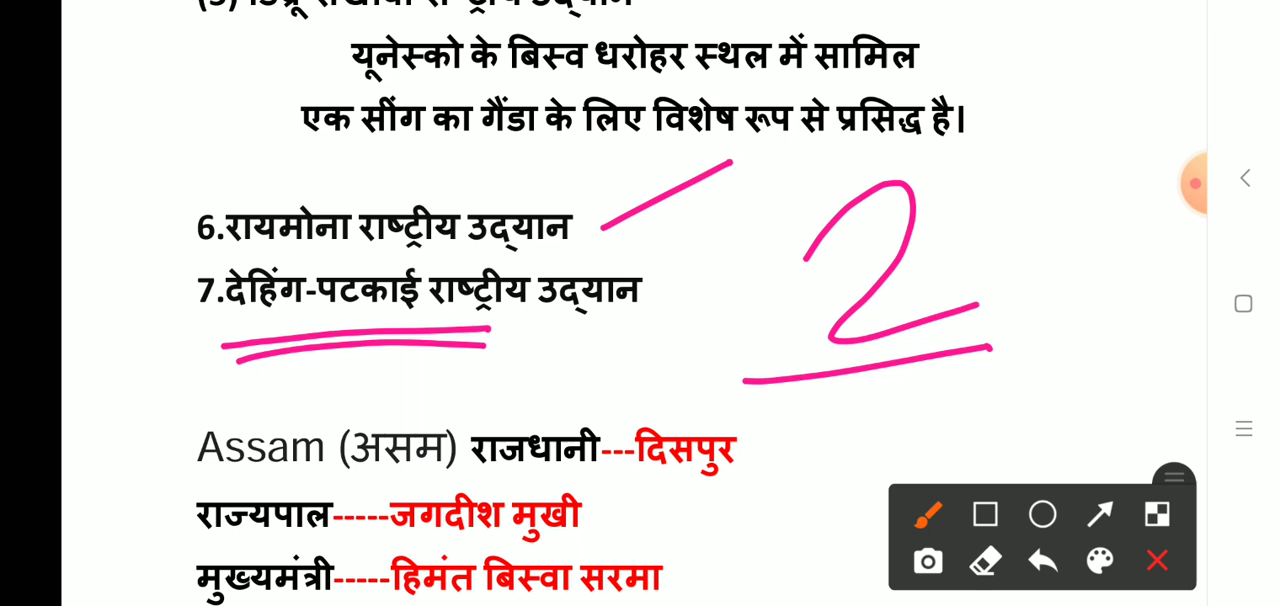 यूनेस्को के बिस्व धरोहर स्थल में सामिल
एक सींग का गैंडा के लिए विशेष रूप से प्रसिद्ध है।
6.रायमोना राष्ट्रीय उद्यान
2
7.देहिंग-पटकाई राष्ट्रीय उद्यान
Assam (असम) राजधानी---दिसपुर
राज्यपाल-----जगदीश मुखी
मुख्यमंत्री-----हिमंत बिस्वा सरमा